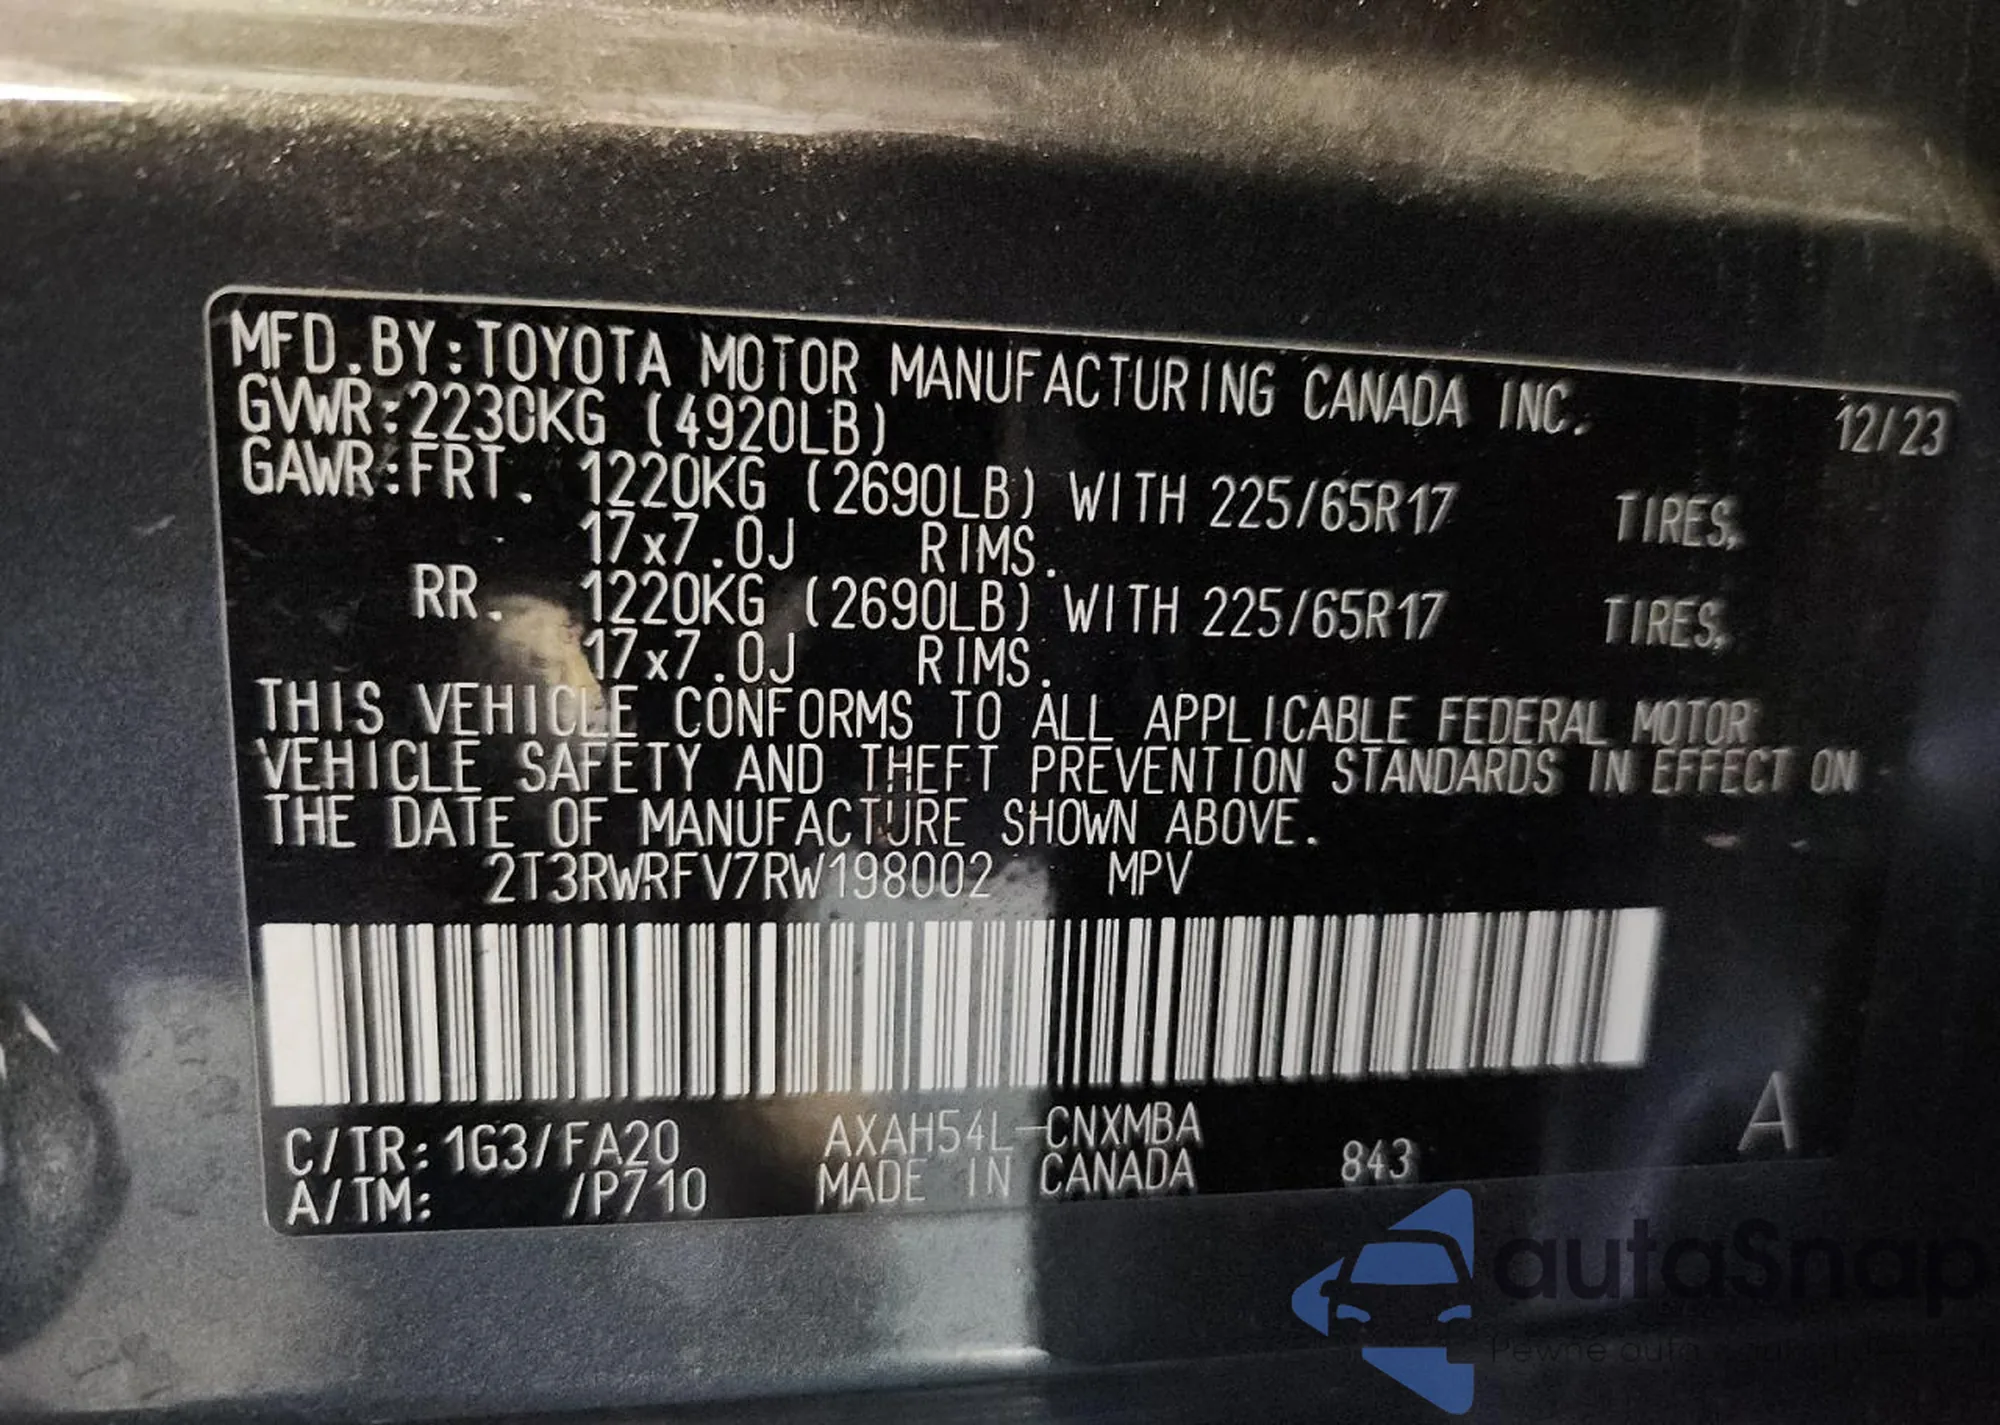 MFD.BY:TOYOTA MOTOR MANUFACTURING CANADA INC. 12/23
GVWR:2230KG (4920LB)
GAWR:FRT. 1220KG (2690LB) WITH 225/65R17 TIRES,
17x7.0J RIMS.
RR. 1220KG (2690LB) WITH 225/65R17 TIRES,
17x7.0J RIMS.
THIS VEHICLE CONFORMS TO ALL APPLICABLE FEDERAL MOTOR
VEHICLE SAFETY AND THEFT PREVENTION STANDARDS IN EFFECT ON
THE DATE OF MANUFACTURE SHOWN ABOVE.
2T3RWRFV7RW198002 MPV
C/TR:1G3/FA20 AXAH54L-CNXMBA
A/TM: /P710 MADE IN CANADA 843 A
autaSnap
Pewne auta